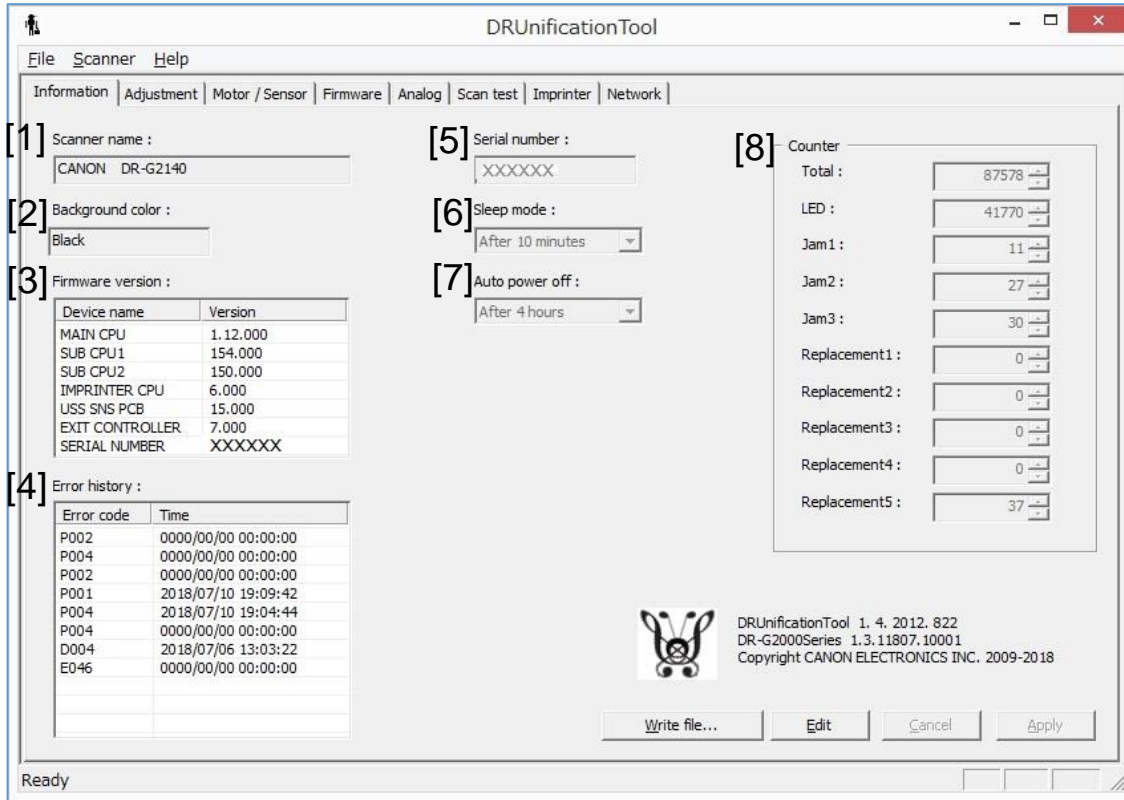 DRUnificationTool
File Scanner Help
Information Adjustment Motor / Sensor Firmware Analog Scan test Imprinter Network
[1] Scanner name :
CANON DR-G2140
[2] Background color :
Black
[3] Firmware version :
Device name Version
MAIN CPU 1.12.000
SUB CPU1 154.000
SUB CPU2 150.000
IMPRINTER CPU 6.000
USS SNS PCB 15.000
EXIT CONTROLLER 7.000
SERIAL NUMBER XXXXXX
[4] Error history :
Error code Time
P002 0000/00/00 00:00:00
P004 0000/00/00 00:00:00
P002 0000/00/00 00:00:00
P001 2018/07/10 19:09:42
P004 2018/07/10 19:04:44
P004 0000/00/00 00:00:00
D004 2018/07/06 13:03:22
E046 0000/00/00 00:00:00
[5] Serial number :
XXXXXX
[6] Sleep mode :
After 10 minutes
[7] Auto power off :
After 4 hours
[8] Counter
Total : 87578
LED : 41770
Jam1 : 11
Jam2 : 27
Jam3 : 30
Replacement1 : 0
Replacement2 : 0
Replacement3 : 0
Replacement4 : 0
Replacement5 : 37
DRUnificationTool 1. 4. 2012. 822
DR-G2000Series 1.3.11807.10001
Copyright CANON ELECTRONICS INC. 2009-2018
Write file... Edit Cancel Apply
Ready